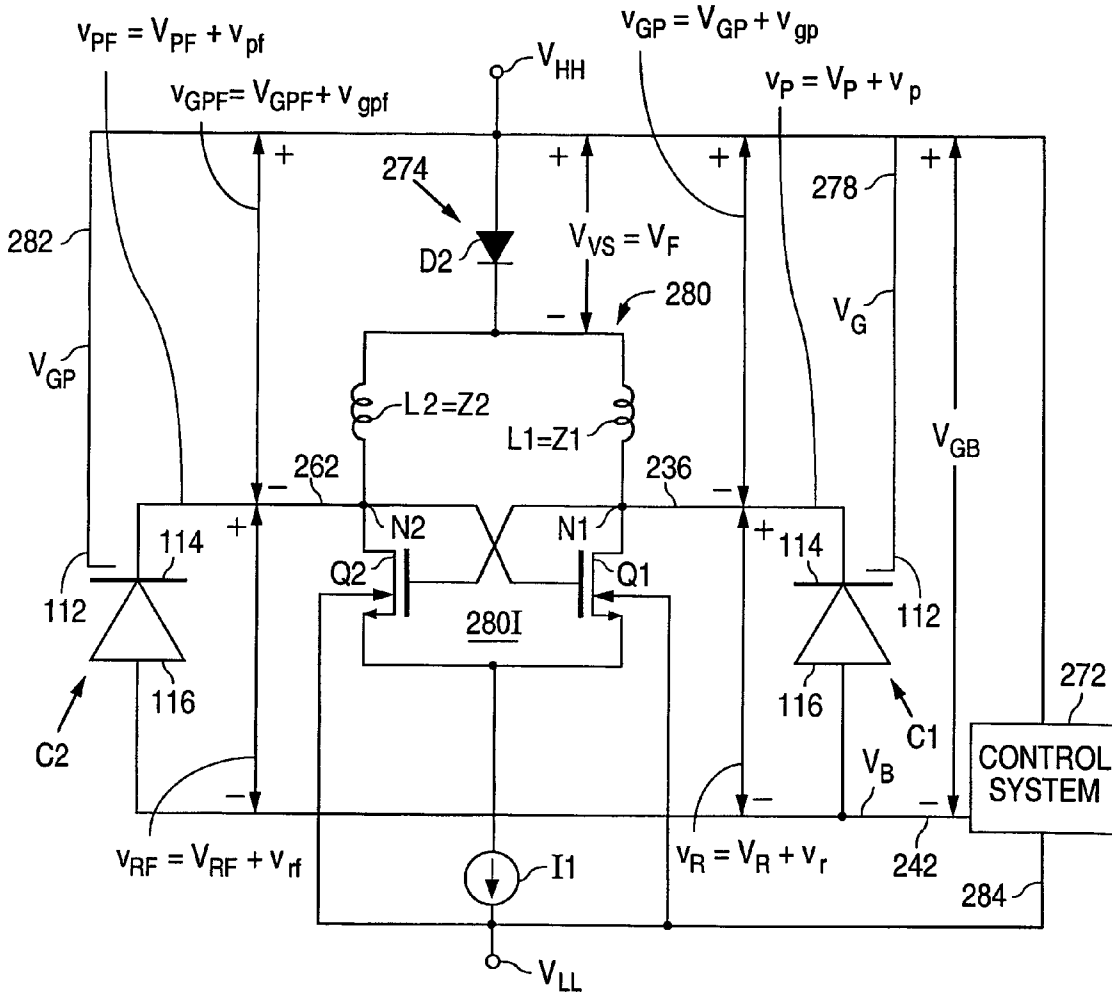 v_PF = V_PF + v_pf
v_GPF = V_GPF + v_gpf
V_HH
v_GP = V_GP + v_gp
v_P = V_P + v_p
+
+
+
+
274
278
282
D2
V_VS = V_F
−
280
V_GP
V_G
L2=Z2
L1=Z1
V_GB
262
236
−
−
+
+
N2
N1
114
114
Q2
Q1
112
112
280I
116
116
272
C2
C1
CONTROL
SYSTEM
V_B
−
−
−
v_RF = V_RF + v_rf
I1
v_R = V_R + v_r
242
284
V_LL